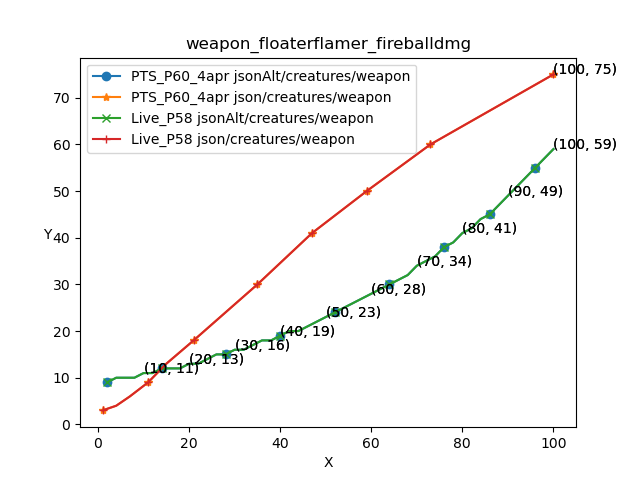 weapon_floaterflamer_fireballdmg
PTS_P60_4apr jsonAlt/creatures/weapon
PTS_P60_4apr json/creatures/weapon
Live_P58 jsonAlt/creatures/weapon
Live_P58 json/creatures/weapon
(100, 75)
(100, 59)
(90, 49)
(80, 41)
(70, 34)
(60, 28)
(50, 23)
(40, 19)
(30, 16)
(20, 13)
(10, 11)
Y
70
60
50
40
30
20
10
0
0 20 40 60 80 100
X